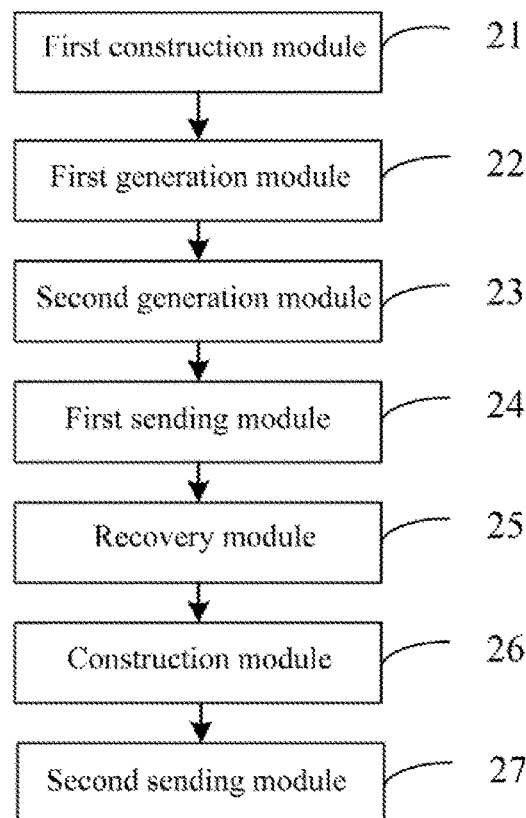 First construction module 21
First generation module 22
Second generation module 23
First sending module 24
Recovery module 25
Construction module 26
Second sending module 27